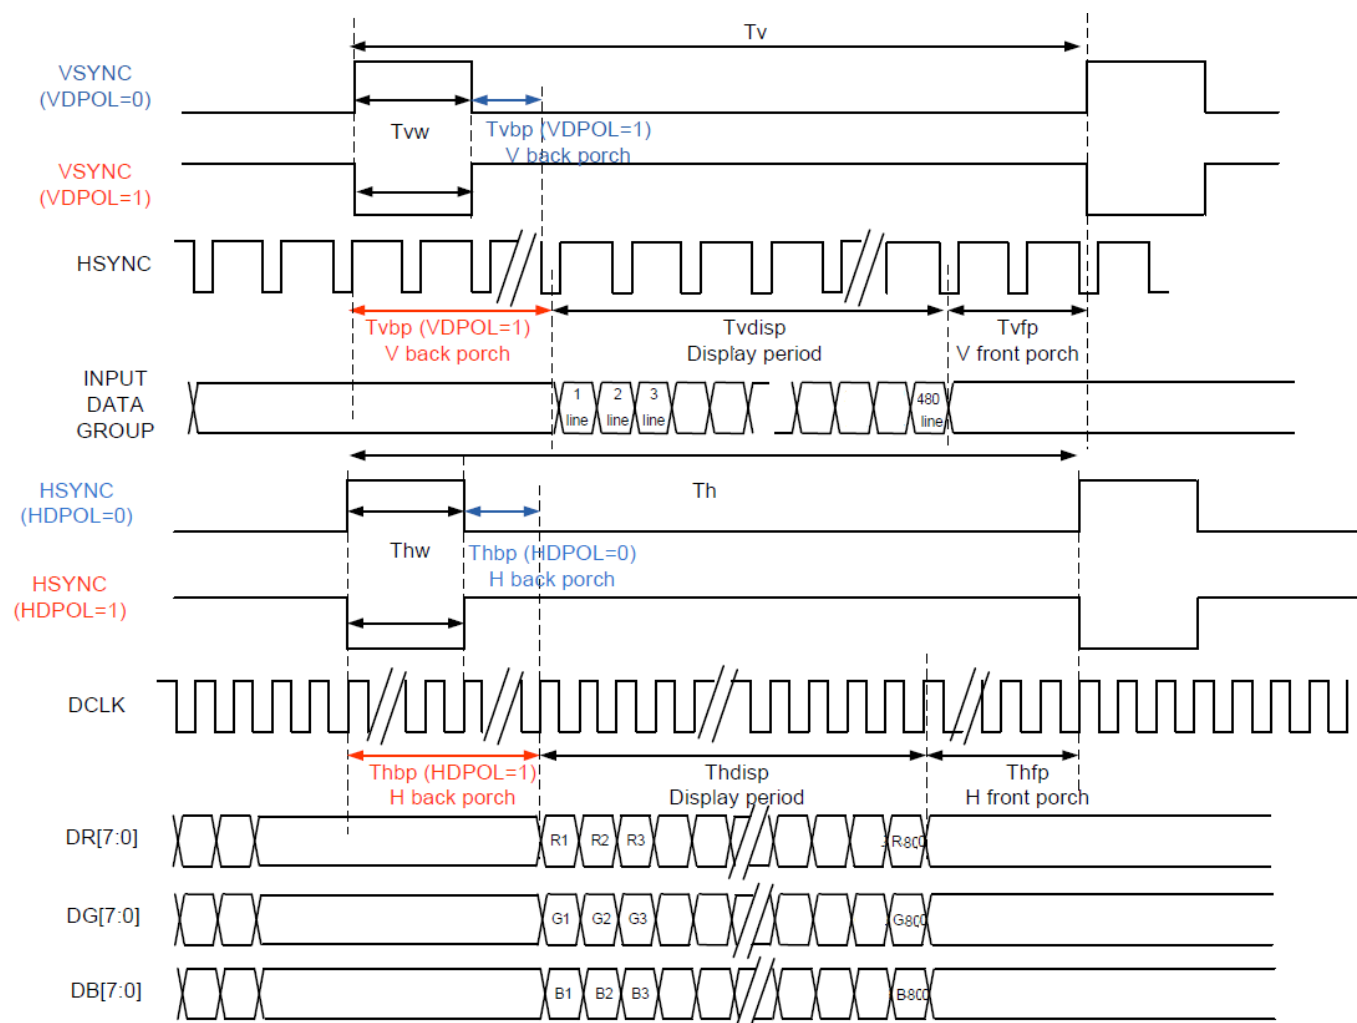 Tv
VSYNC
(VDPOL=0)
Tvw
Tvbp (VDPOL=1)
V back porch
VSYNC
(VDPOL=1)
HSYNC
Tvbp (VDPOL=1)
V back porch
Tvdisp
Display period
Tvfp
V front porch
INPUT
DATA
GROUP
1
line
2
line
3
line
480
line
HSYNC
(HDPOL=0)
Th
Thw
Thbp (HDPOL=0)
H back porch
HSYNC
(HDPOL=1)
DCLK
Thbp (HDPOL=1)
H back porch
Thdisp
Display period
Thfp
H front porch
DR[7:0]
R1
R2
R3
R800
DG[7:0]
G1
G2
G3
G800
DB[7:0]
B1
B2
B3
B800